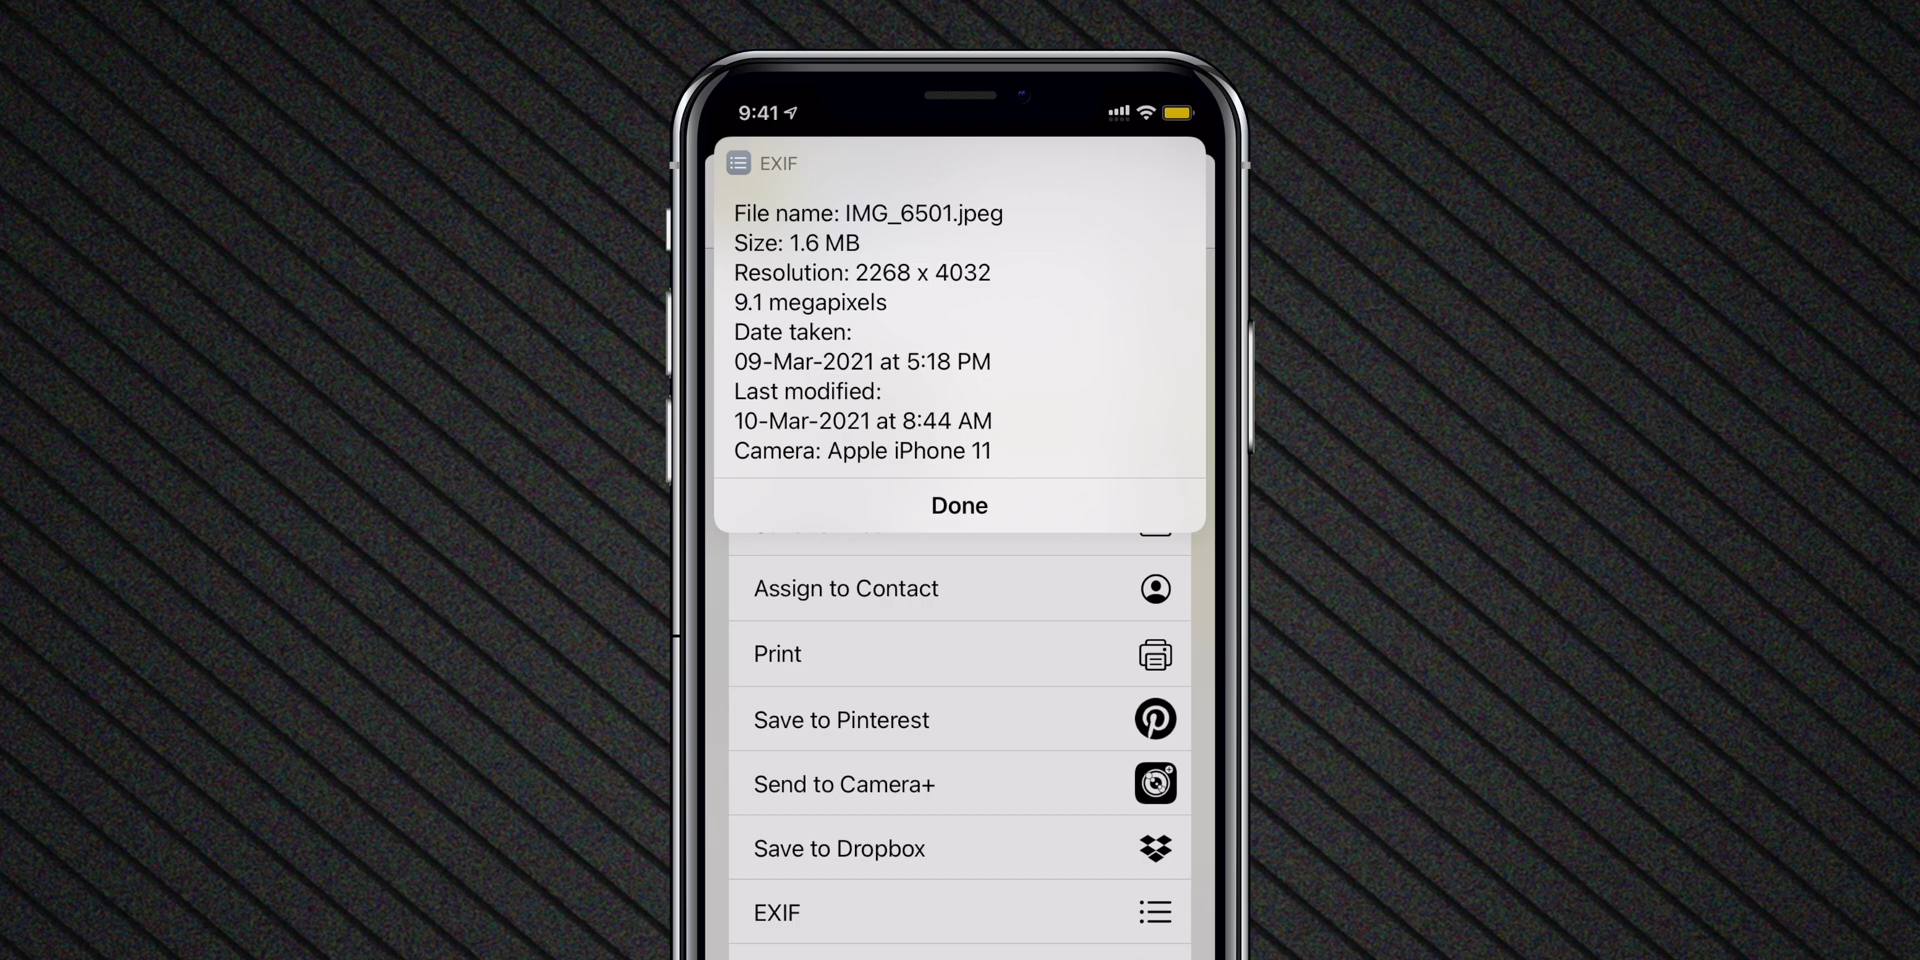 9:41
EXIF
File name: IMG_6501.jpeg
Size: 1.6 MB
Resolution: 2268 x 4032
9.1 megapixels
Date taken:
09-Mar-2021 at 5:18 PM
Last modified:
10-Mar-2021 at 8:44 AM
Camera: Apple iPhone 11
Done
Assign to Contact
Print
Save to Pinterest
Send to Camera+
Save to Dropbox
EXIF